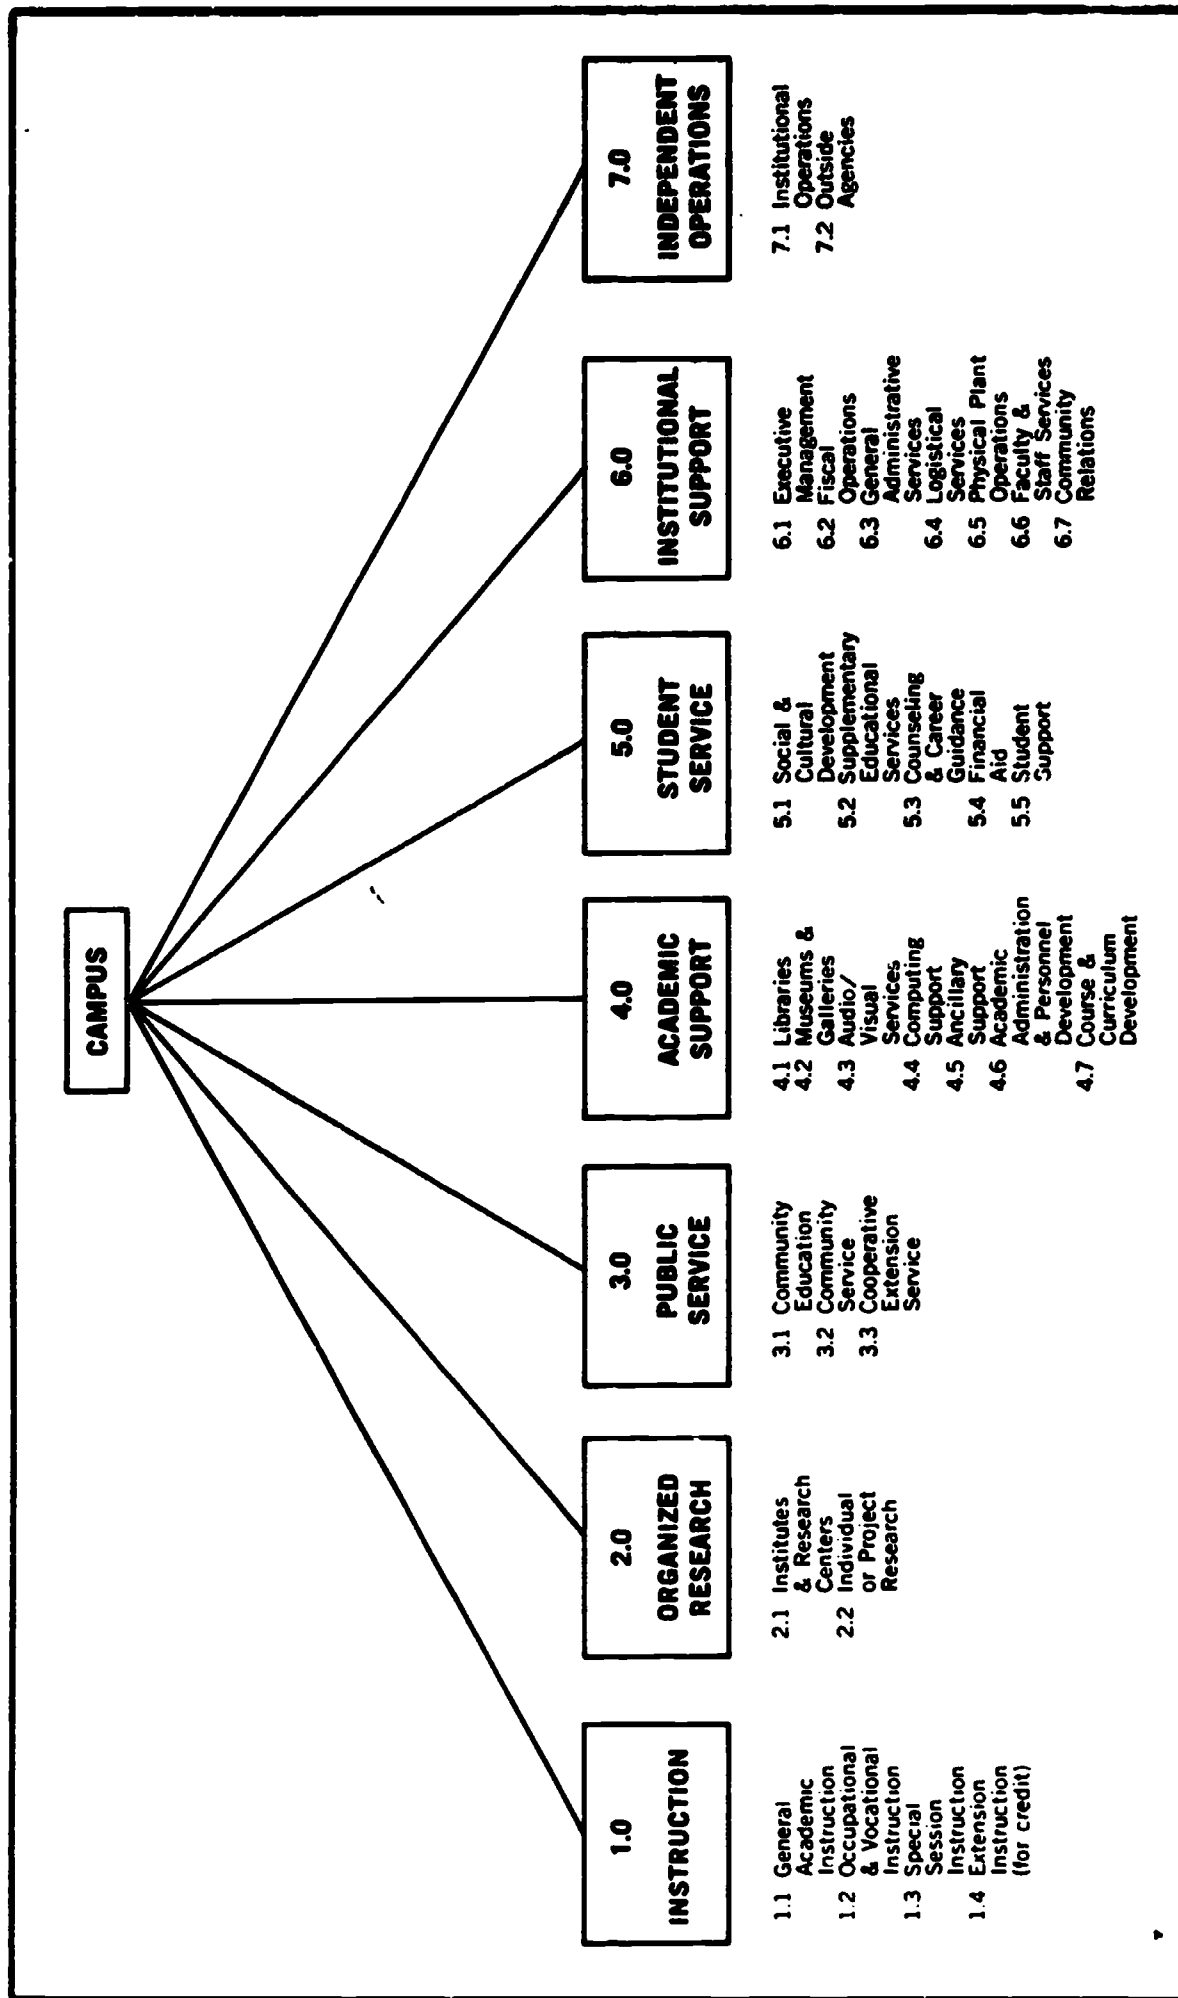 CAMPUS
1.0
INSTRUCTION
1.1 General
Academic
Instruction
1.2 Occupational
& Vocational
Instruction
1.3 Special
Session
Instruction
1.4 Extension
Instruction
(for credit)
2.0
ORGANIZED
RESEARCH
2.1 Institutes
& Research
Centers
2.2 Individual
or Project
Research
3.0
PUBLIC
SERVICE
3.1 Community
Education
3.2 Community
Service
3.3 Cooperative
Extension
Service
4.0
ACADEMIC
SUPPORT
4.1 Libraries
4.2 Museums &
Galleries
4.3 Audio/
Visual
Services
4.4 Computing
Support
4.5 Ancillary
Support
4.6 Academic
Administration
& Personnel
Development
4.7 Course &
Curriculum
Development
5.0
STUDENT
SERVICE
5.1 Social &
Cultural
Development
5.2 Supplementary
Educational
Services
5.3 Counseling
& Career
Guidance
5.4 Financial
Aid
5.5 Student
Support
6.0
INSTITUTIONAL
SUPPORT
6.1 Executive
Management
6.2 Fiscal
Operations
6.3 General
Administrative
Services
6.4 Logistical
Services
6.5 Physical Plant
Operations
6.6 Faculty &
Staff Services
6.7 Community
Relations
7.0
INDEPENDENT
OPERATIONS
7.1 Institutional
Operations
7.2 Outside
Agencies